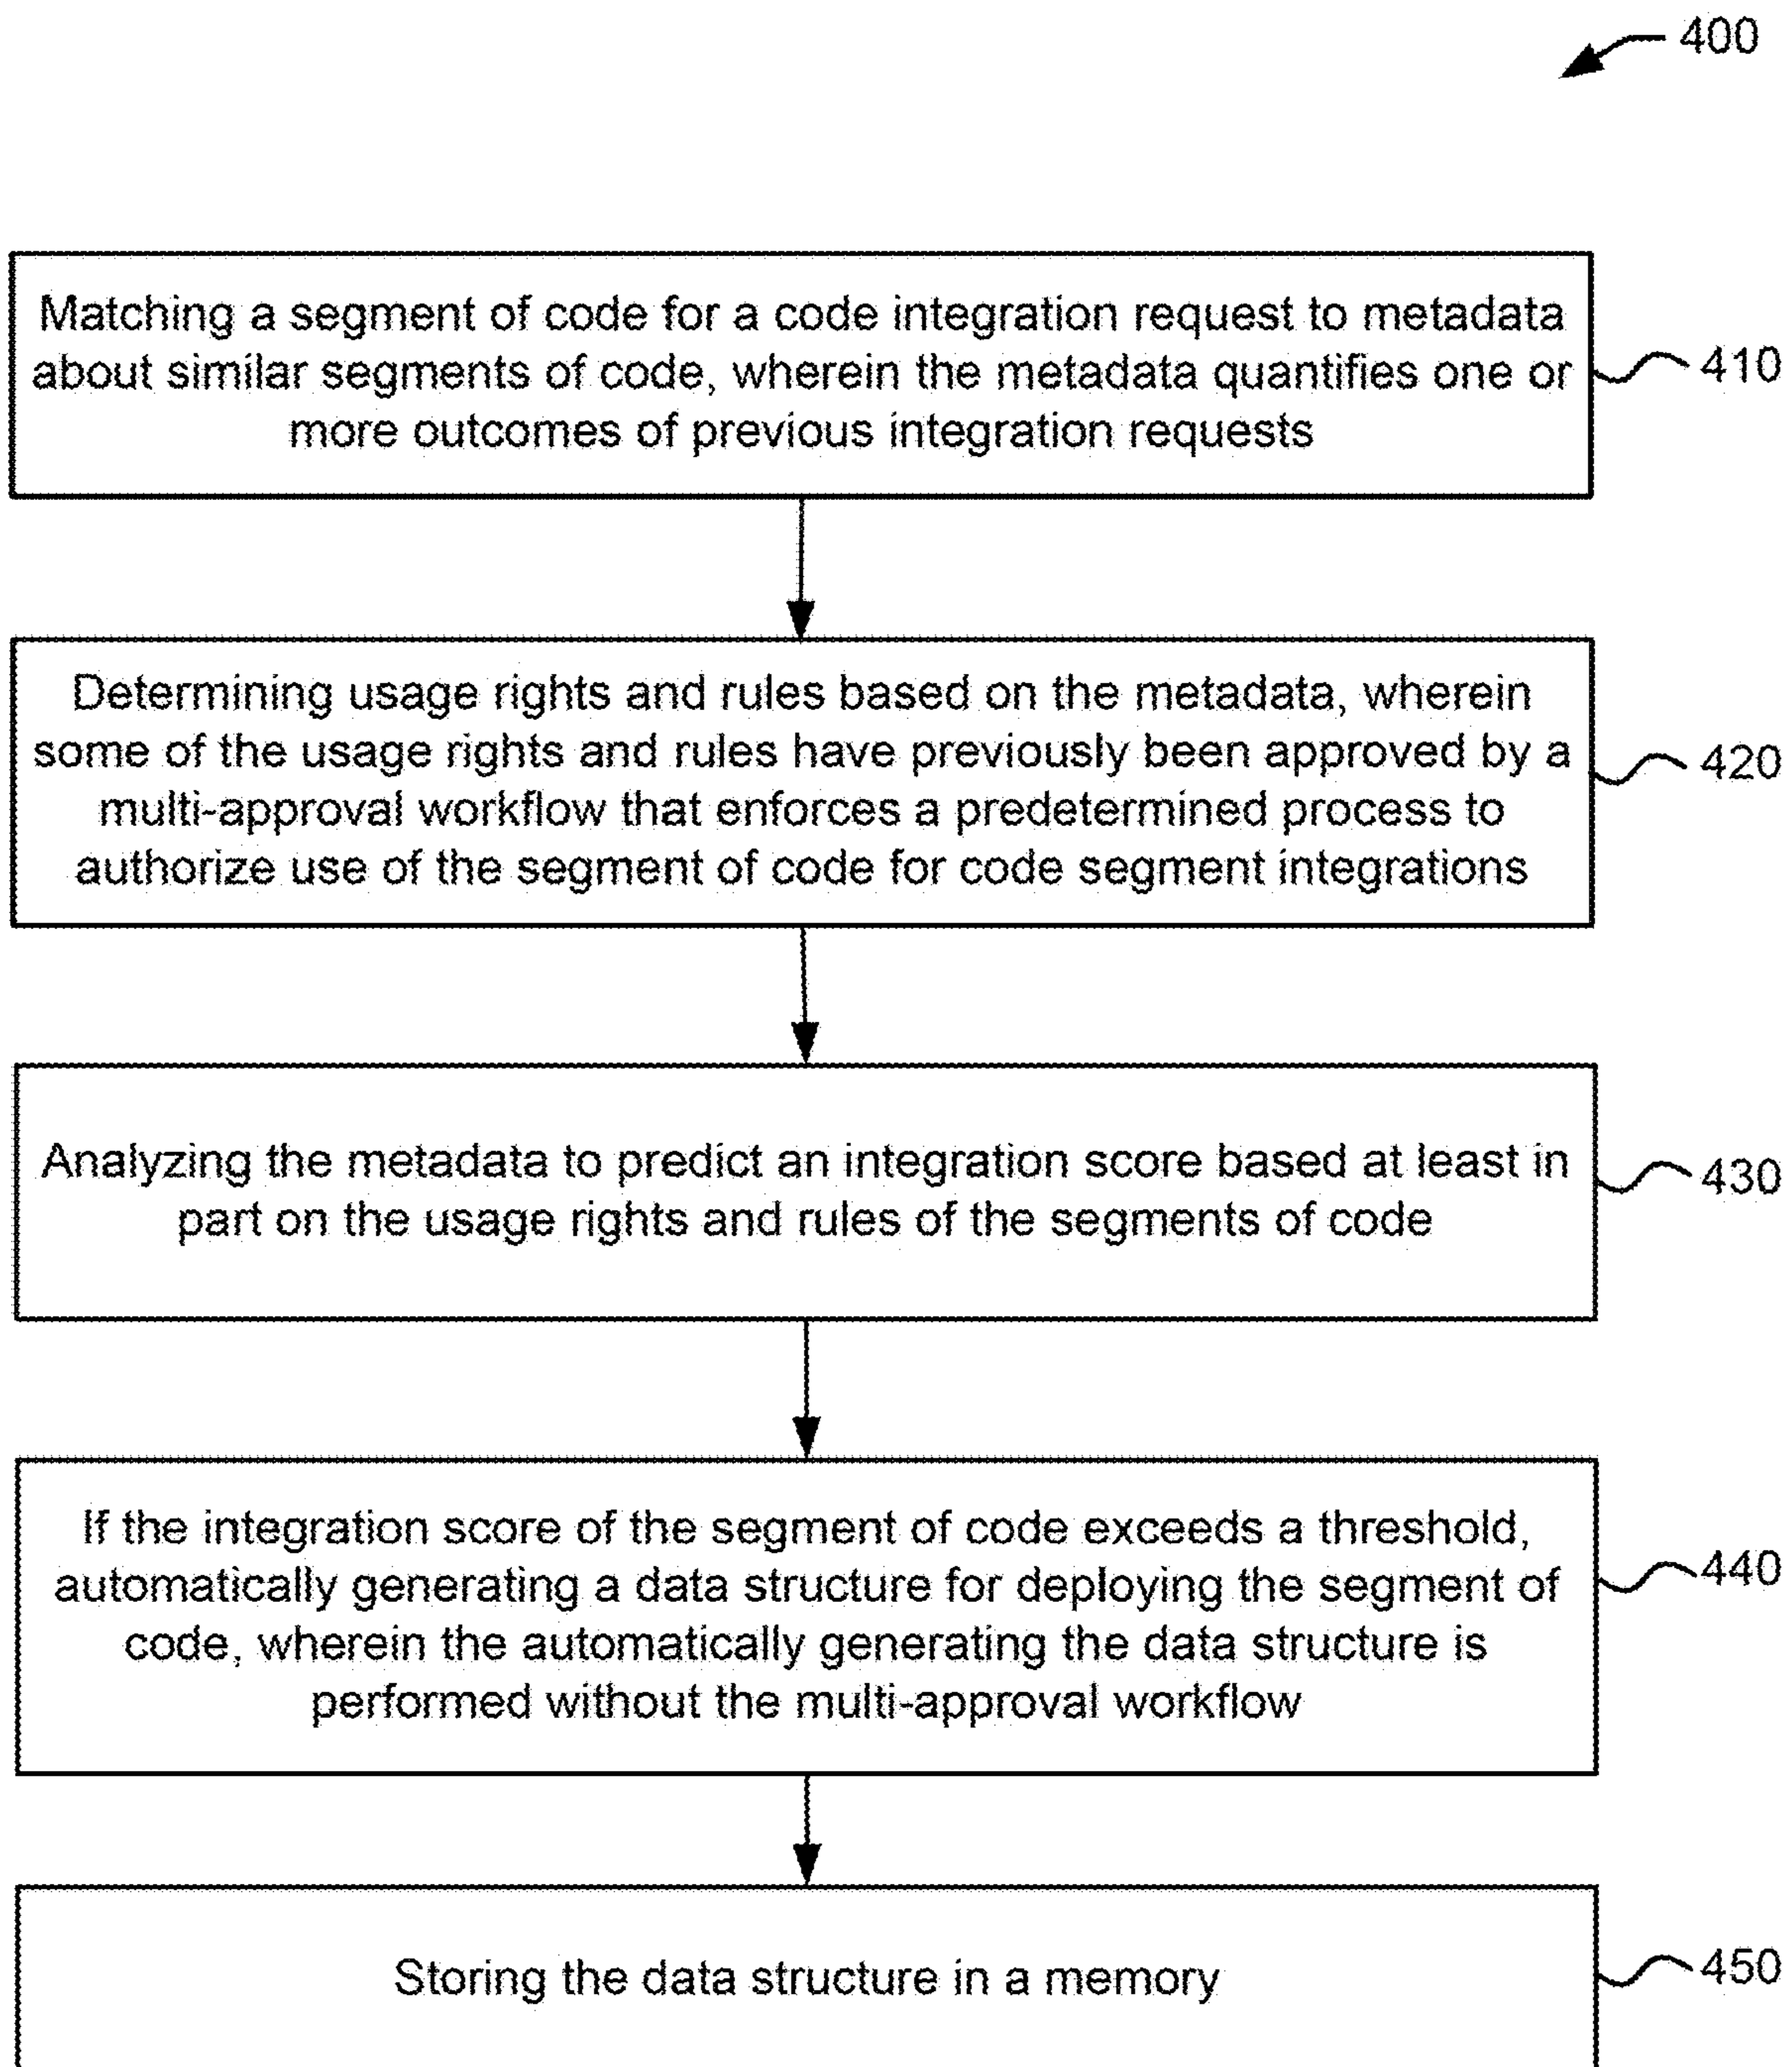 400
Matching a segment of code for a code integration request to metadata
about similar segments of code, wherein the metadata quantifies one or
more outcomes of previous integration requests
410
Determining usage rights and rules based on the metadata, wherein
some of the usage rights and rules have previously been approved by a
multi-approval workflow that enforces a predetermined process to
authorize use of the segment of code for code segment integrations
420
Analyzing the metadata to predict an integration score based at least in
part on the usage rights and rules of the segments of code
430
If the integration score of the segment of code exceeds a threshold,
automatically generating a data structure for deploying the segment of
code, wherein the automatically generating the data structure is
performed without the multi-approval workflow
440
Storing the data structure in a memory
450